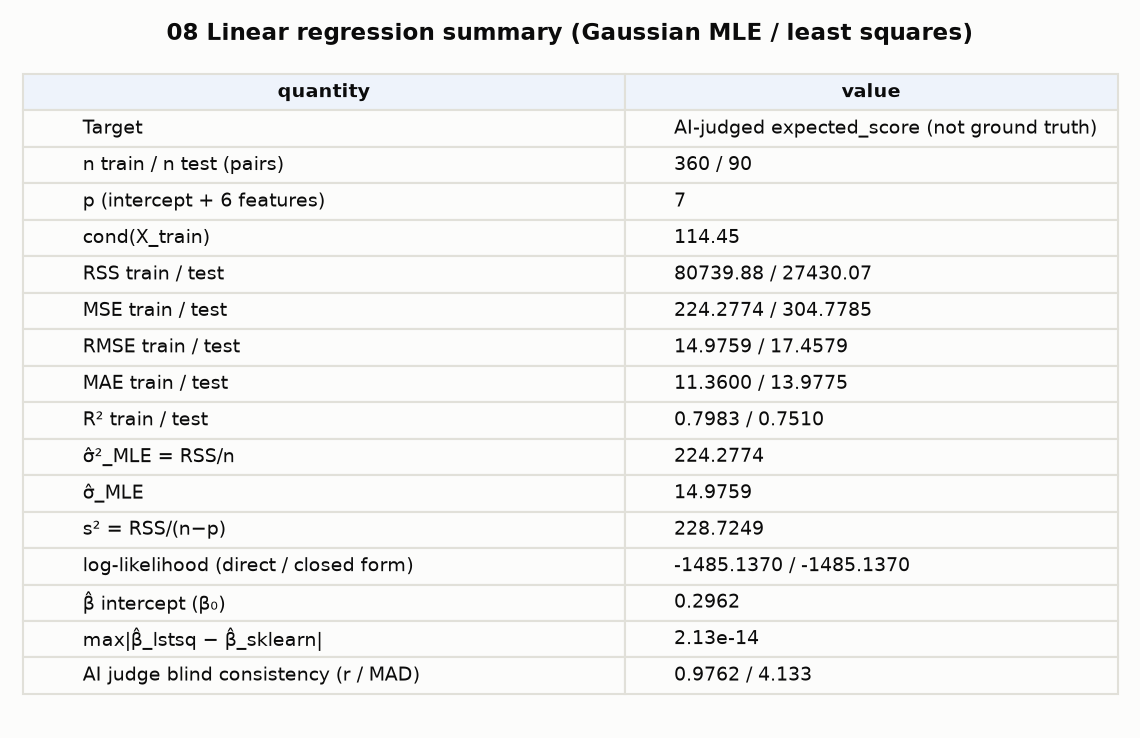 08 Linear regression summary (Gaussian MLE / least squares)
quantity value
Target AI-judged expected_score (not ground truth)
n train / n test (pairs) 360 / 90
p (intercept + 6 features) 7
cond(X_train) 114.45
RSS train / test 80739.88 / 27430.07
MSE train / test 224.2774 / 304.7785
RMSE train / test 14.9759 / 17.4579
MAE train / test 11.3600 / 13.9775
R² train / test 0.7983 / 0.7510
σ̂²_MLE = RSS/n 224.2774
σ̂_MLE 14.9759
s² = RSS/(n−p) 228.7249
log-likelihood (direct / closed form) -1485.1370 / -1485.1370
β̂ intercept (β₀) 0.2962
max|β̂_lstsq − β̂_sklearn| 2.13e-14
AI judge blind consistency (r / MAD) 0.9762 / 4.133